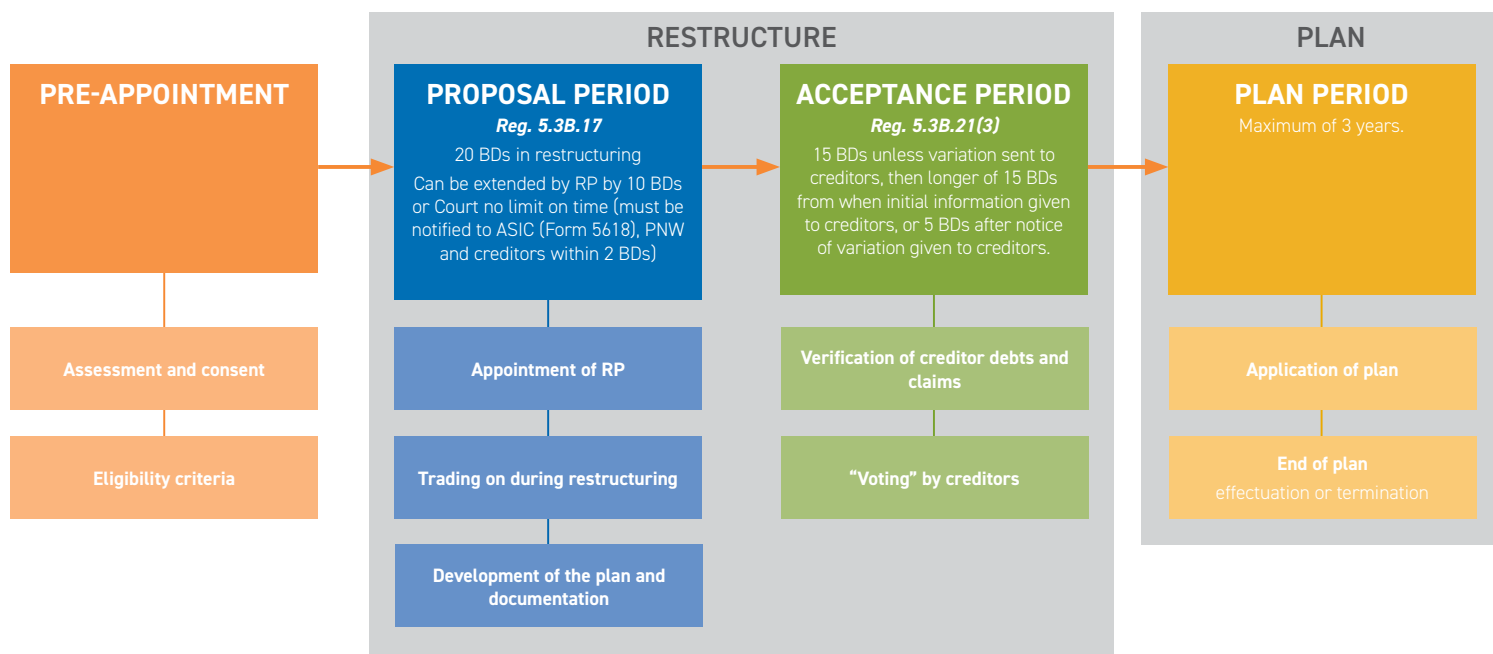 RESTRUCTURE
PLAN
PRE-APPOINTMENT
PROPOSAL PERIOD
Reg. 5.3B.17
20 BDs in restructuring
Can be extended by RP by 10 BDs
or Court no limit on time (must be
notified to ASIC (Form 5618), PNW
and creditors within 2 BDs)
ACCEPTANCE PERIOD
Reg. 5.3B.21(3)
15 BDs unless variation sent to
creditors, then longer of 15 BDs
from when initial information given
to creditors, or 5 BDs after notice
of variation given to creditors.
PLAN PERIOD
Maximum of 3 years.
Assessment and consent
Eligibility criteria
Appointment of RP
Trading on during restructuring
Development of the plan and
documentation
Verification of creditor debts and
claims
“Voting” by creditors
Application of plan
End of plan
effectuation or termination